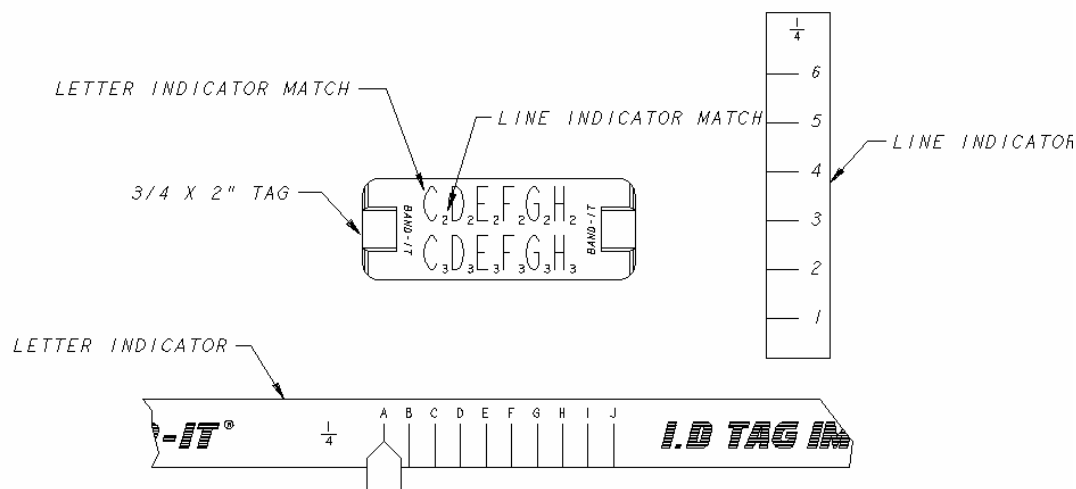 1/4
LETTER INDICATOR MATCH
6
LINE INDICATOR MATCH
5
LINE INDICATOR
4
3/4 X 2" TAG
BAND-IT
C₂D₂E₂F₂G₂H₂
C₃D₃E₃F₃G₃H₃
BAND-IT
3
2
1
LETTER INDICATOR
A B C D E F G H I J
-IT®
1/4
I.D TAG IM